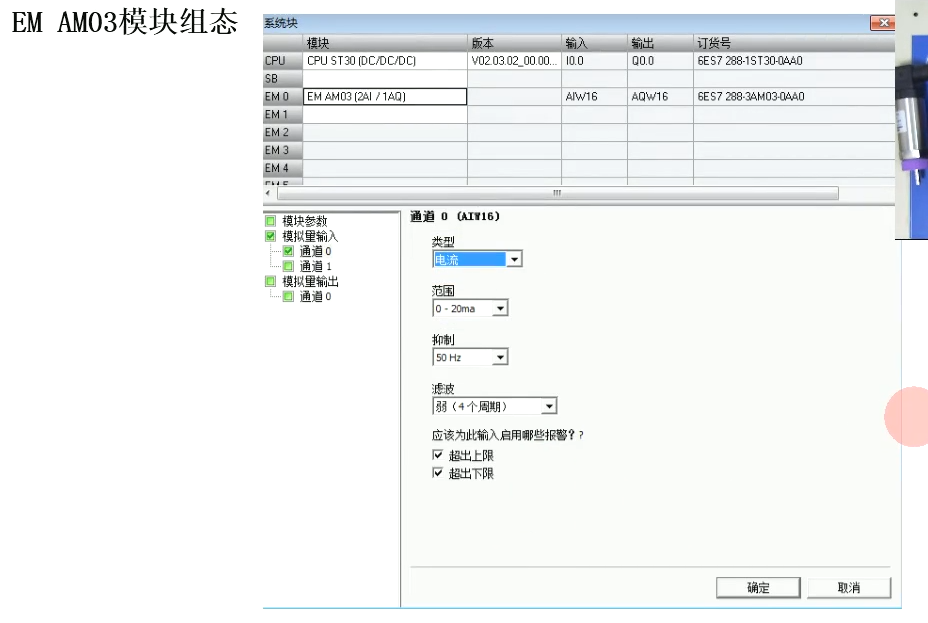 EM AM03模块组态
系统块
模块 版本 输入 输出 订货号
CPU CPU ST30 (DC/DC/DC) V02.03.02_00.00... I0.0 Q0.0 6ES7 288-1ST30-0AA0
SB
EM 0 EM AM03 (2AI / 1AQ) AIW16 AQW16 6ES7 288-3AM03-0AA0
EM 1
EM 2
EM 3
EM 4
EM 5
模块参数
模拟量输入
通道 0
通道 1
模拟量输出
通道 0
通道 0 (AIW16)
类型
电流
范围
0 - 20ma
抑制
50 Hz
滤波
弱（4 个周期）
应该为此输入启用哪些报警？?
超出上限
超出下限
确定 取消